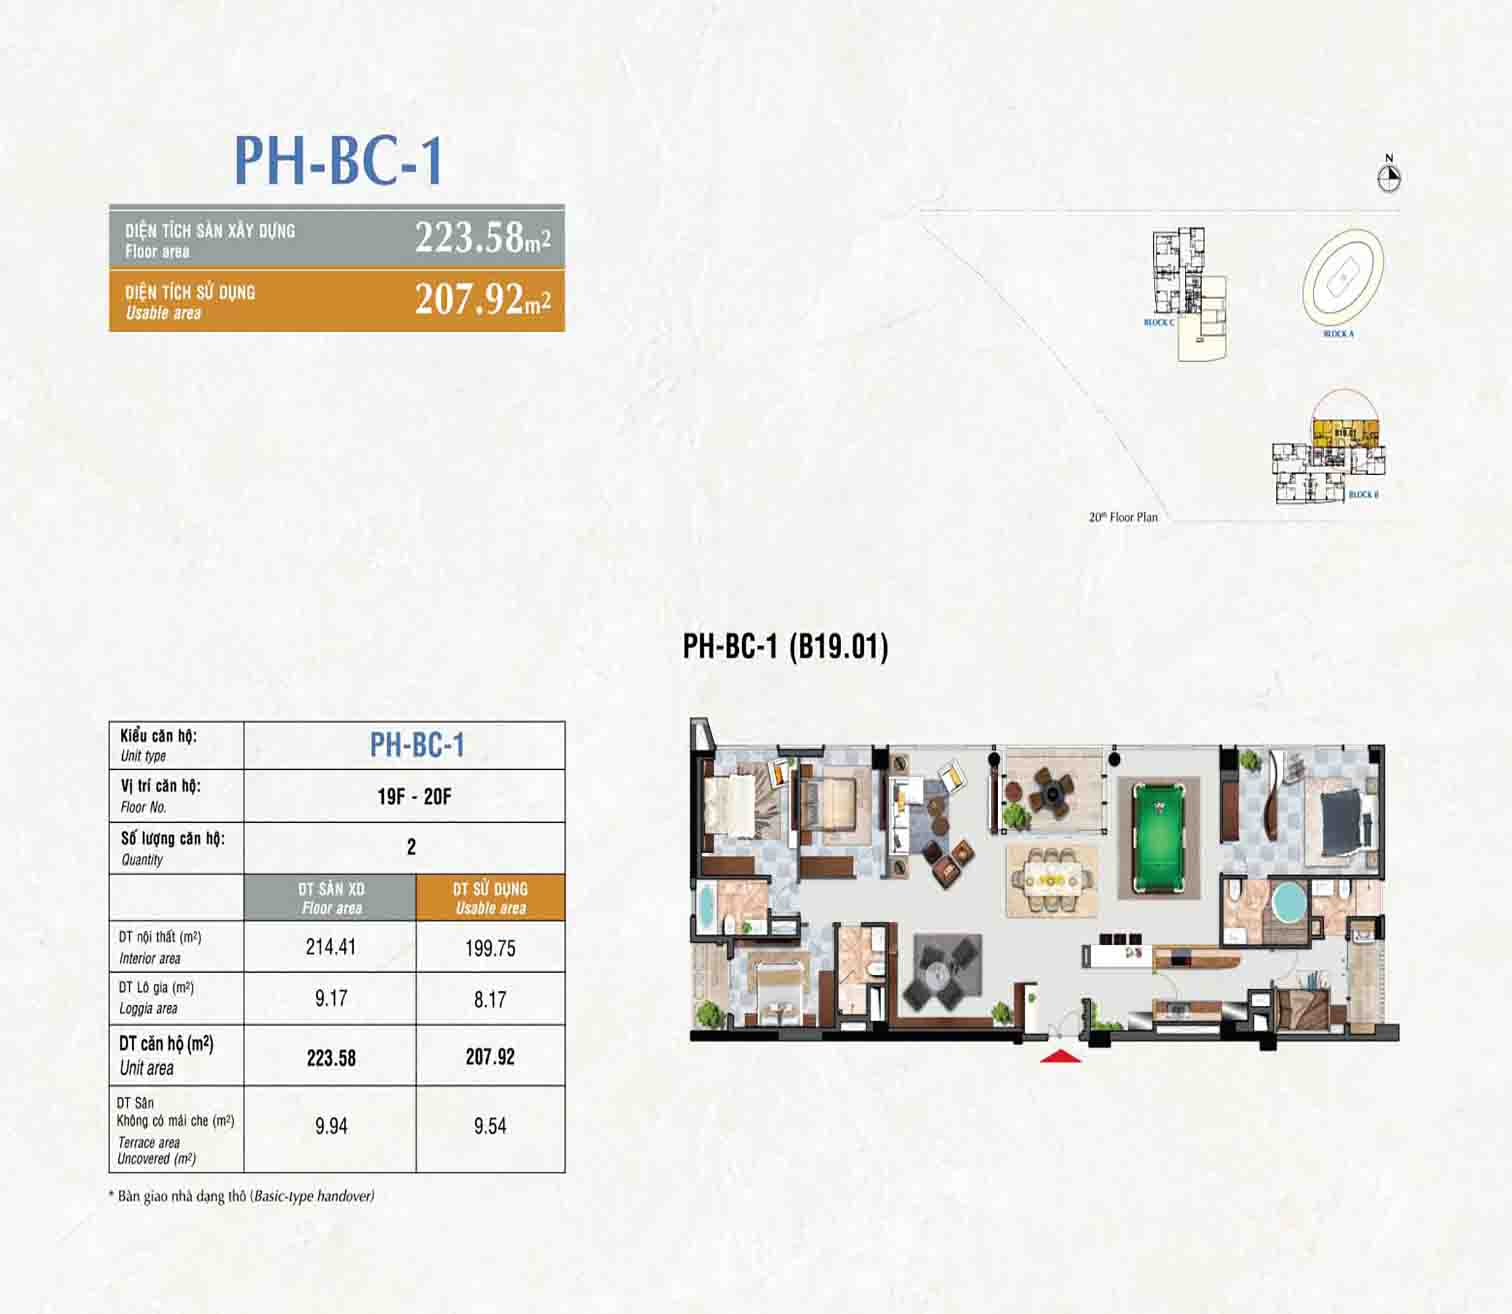 PH-BC-1
DIỆN TÍCH SÀN XÂY DỰNG
Floor area
223.58m²
DIỆN TÍCH SỬ DỤNG
Usable area
207.92m²
N
BLOCK C
BLOCK A
B19.01
BLOCK B
20th Floor Plan
PH-BC-1 (B19.01)
Kiểu căn hộ:
Unit type
PH-BC-1
Vị trí căn hộ:
Floor No.
19F - 20F
Số lượng căn hộ:
Quantity
2
DT SÀN XD
Floor area
DT SỬ DỤNG
Usable area
DT nội thất (m²)
Interior area
214.41
199.75
DT Lô gia (m²)
Loggia area
9.17
8.17
DT căn hộ (m²)
Unit area
223.58
207.92
DT Sân
Không có mái che (m²)
Terrace area
Uncovered (m²)
9.94
9.54
* Bàn giao nhà dạng thô (Basic-type handover)